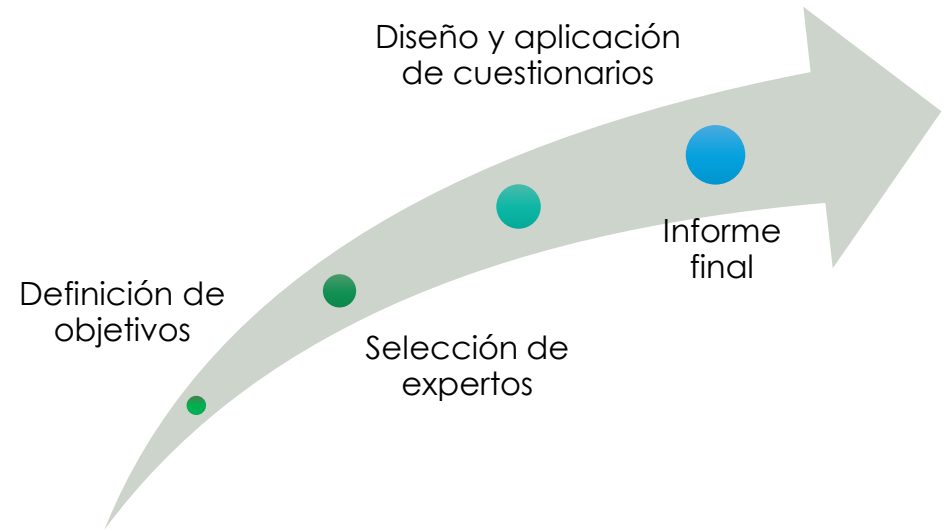 Diseño y aplicación
de cuestionarios
Informe
final
Definición de
objetivos
Selección de
expertos